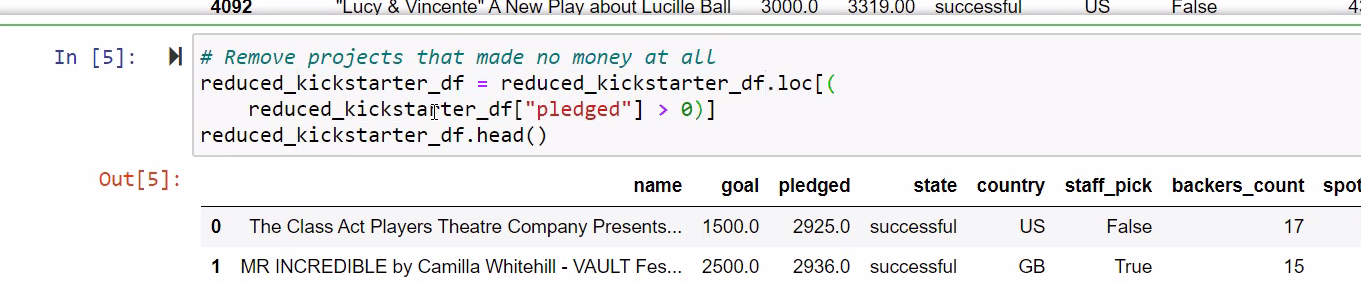 4092 "Lucy & Vincente" A New Play about Lucille Ball 3000.0 3319.00 successful US False
In [5]:
# Remove projects that made no money at all
reduced_kickstarter_df = reduced_kickstarter_df.loc[(
reduced_kickstarter_df["pledged"] > 0)]
reduced_kickstarter_df.head()
Out[5]:
name goal pledged state country staff_pick backers_count spot
0 The Class Act Players Theatre Company Presents... 1500.0 2925.0 successful US False 17
1 MR INCREDIBLE by Camilla Whitehill - VAULT Fes... 2500.0 2936.0 successful GB True 15